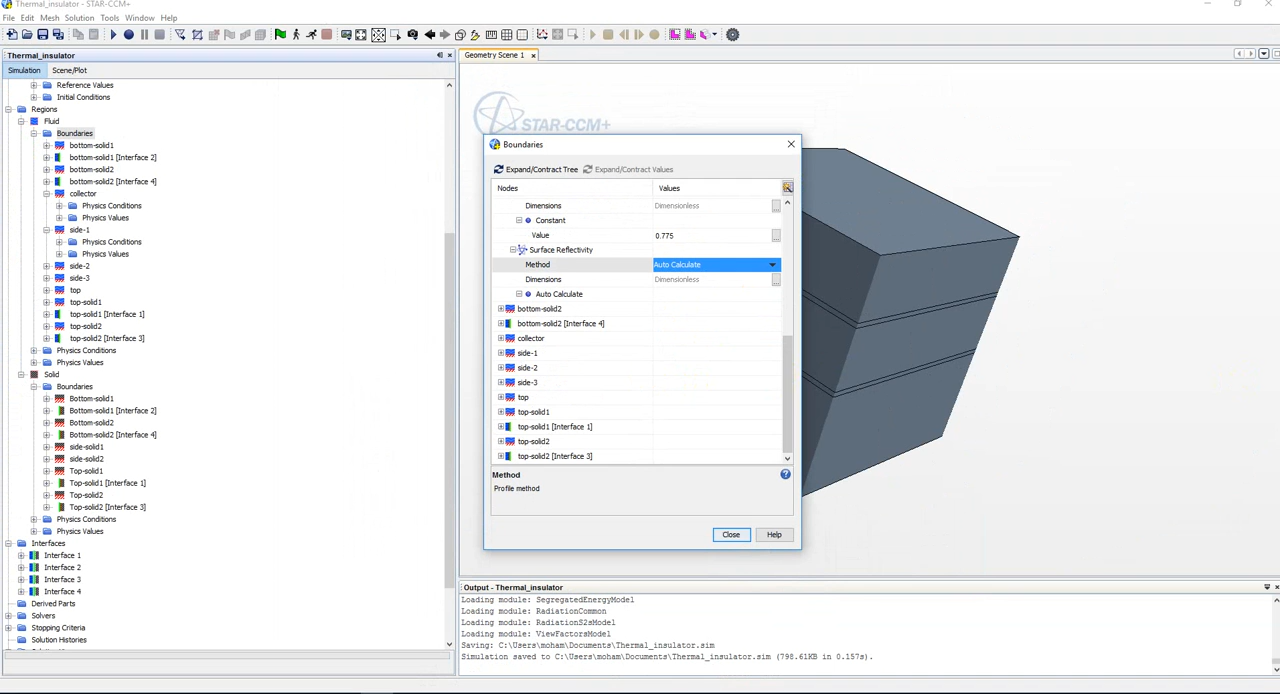 Thermal_insulator - STAR-CCM+
File Edit Mesh Solution Tools Window Help
Thermal_insulator
Simulation Scene/Plot
Reference Values
Initial Conditions
Regions
Fluid
Boundaries
bottom-solid1
bottom-solid1 [Interface 2]
bottom-solid2
bottom-solid2 [Interface 4]
collector
Physics Conditions
Physics Values
side-1
Physics Conditions
Physics Values
side-2
side-3
top
top-solid1
top-solid1 [Interface 1]
top-solid2
top-solid2 [Interface 3]
Physics Conditions
Physics Values
Solid
Boundaries
Bottom-solid1
Bottom-solid1 [Interface 2]
Bottom-solid2
Bottom-solid2 [Interface 4]
side-solid1
side-solid2
Top-solid1
Top-solid1 [Interface 1]
Top-solid2
Top-solid2 [Interface 3]
Physics Conditions
Physics Values
Interfaces
Interface 1
Interface 2
Interface 3
Interface 4
Derived Parts
Solvers
Stopping Criteria
Solution Histories
Geometry Scene 1
STAR-CCM+
Boundaries
Expand/Contract Tree Expand/Contract Values
Nodes Values
Dimensions Dimensionless
Constant
Value 0.775
Surface Reflectivity
Method Auto Calculate
Dimensions Dimensionless
Auto Calculate
bottom-solid2
bottom-solid2 [Interface 4]
collector
side-1
side-2
side-3
top
top-solid1
top-solid1 [Interface 1]
top-solid2
top-solid2 [Interface 3]
Method
Profile method
Close Help
Output - Thermal_insulator
Loading module: SegregatedEnergyModel
Loading module: RadiationCommon
Loading module: RadiationS2sModel
Loading module: ViewFactorsModel
Saving: C:\Users\moham\Documents\Thermal_insulator.sim
Simulation saved to C:\Users\moham\Documents\Thermal_insulator.sim (798.61KB in 0.157s).